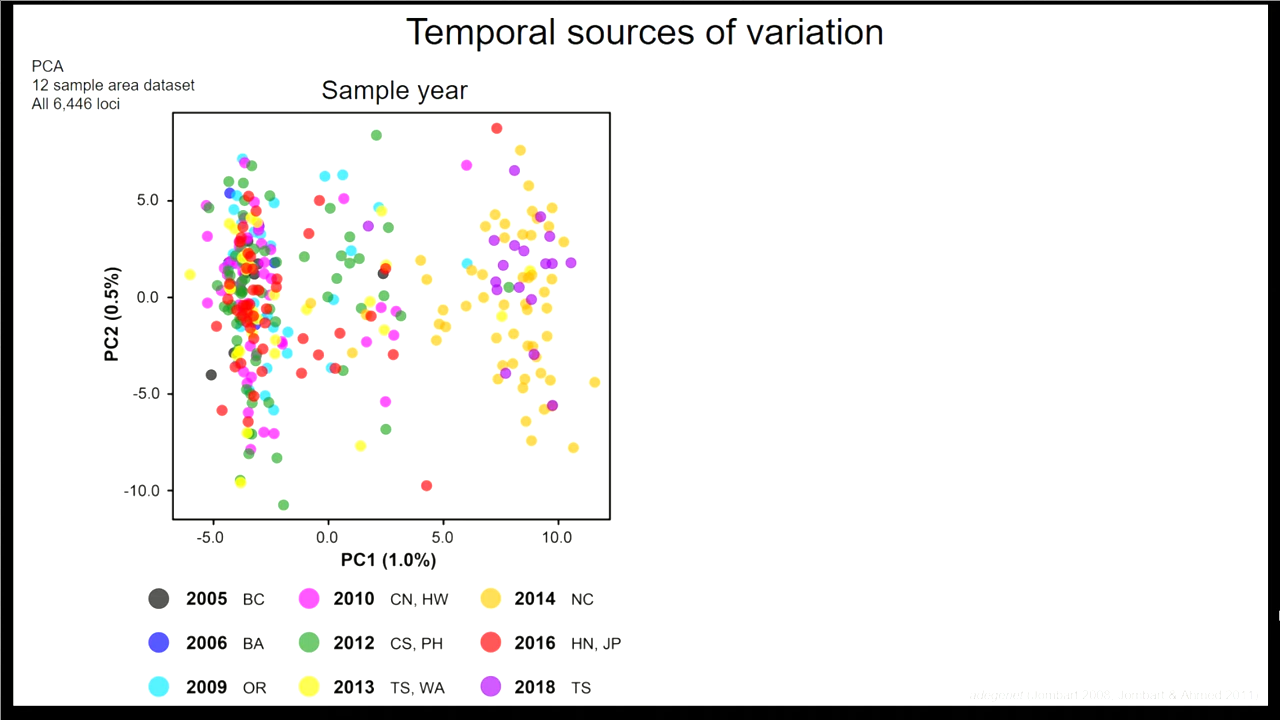 Temporal sources of variation
PCA
12 sample area dataset
All 6,446 loci
Sample year
5.0
0.0
-5.0
-10.0
PC2 (0.5%)
-5.0 0.0 5.0 10.0
PC1 (1.0%)
2005 BC 2010 CN, HW 2014 NC
2006 BA 2012 CS, PH 2016 HN, JP
2009 OR 2013 TS, WA 2018 TS